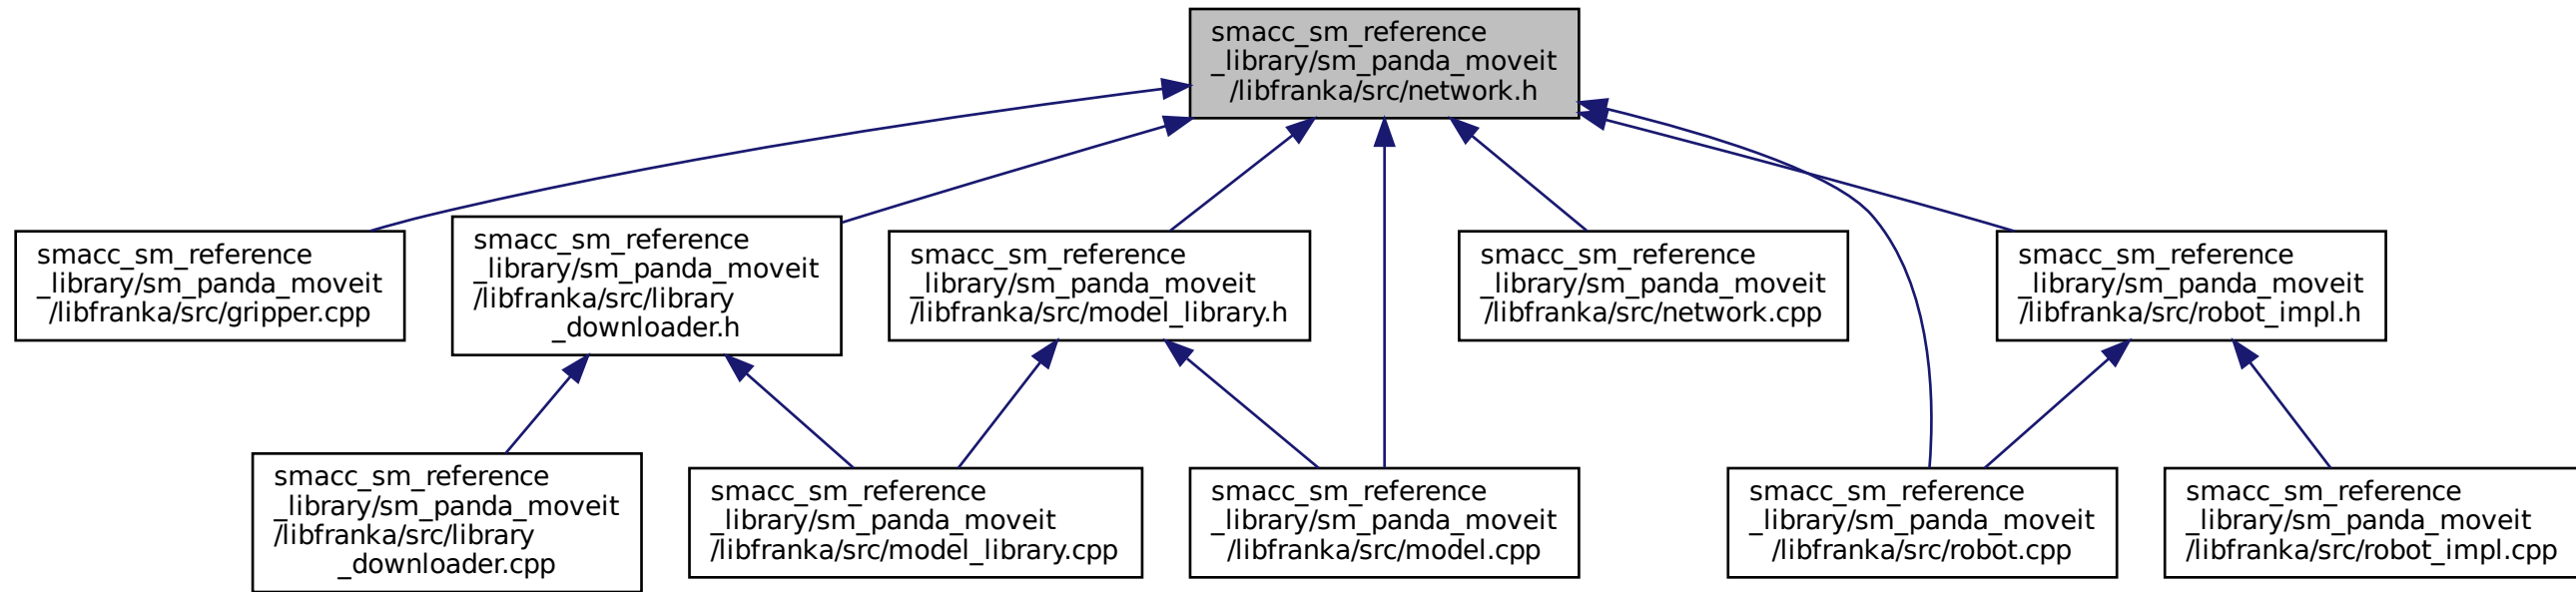 smacc_sm_reference
_library/sm_panda_moveit
/libfranka/src/network.h
smacc_sm_reference
_library/sm_panda_moveit
/libfranka/src/gripper.cpp
smacc_sm_reference
_library/sm_panda_moveit
/libfranka/src/library
_downloader.h
smacc_sm_reference
_library/sm_panda_moveit
/libfranka/src/model_library.h
smacc_sm_reference
_library/sm_panda_moveit
/libfranka/src/network.cpp
smacc_sm_reference
_library/sm_panda_moveit
/libfranka/src/robot_impl.h
smacc_sm_reference
_library/sm_panda_moveit
/libfranka/src/library
_downloader.cpp
smacc_sm_reference
_library/sm_panda_moveit
/libfranka/src/model_library.cpp
smacc_sm_reference
_library/sm_panda_moveit
/libfranka/src/model.cpp
smacc_sm_reference
_library/sm_panda_moveit
/libfranka/src/robot.cpp
smacc_sm_reference
_library/sm_panda_moveit
/libfranka/src/robot_impl.cpp